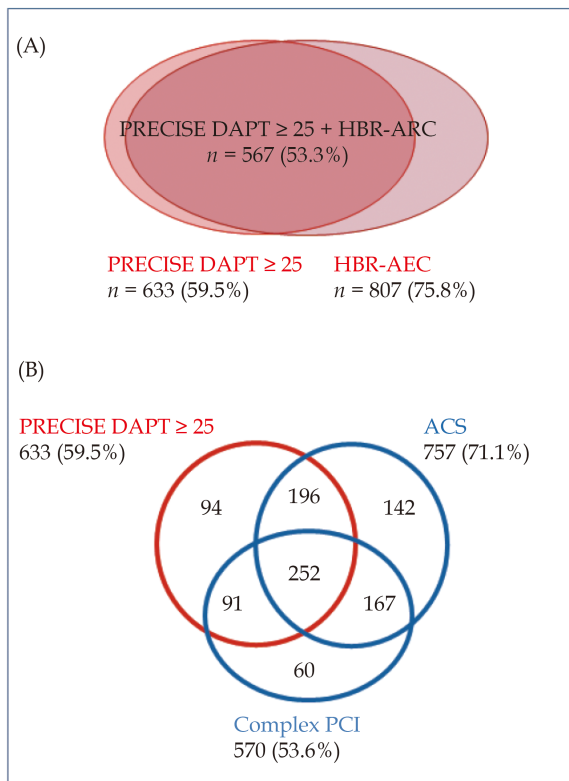 (A)
PRECISE DAPT ≥ 25 + HBR-ARC
n = 567 (53.3%)
PRECISE DAPT ≥ 25
n = 633 (59.5%)
HBR-AEC
n = 807 (75.8%)
(B)
PRECISE DAPT ≥ 25
633 (59.5%)
ACS
757 (71.1%)
94
196
142
252
91
167
60
Complex PCI
570 (53.6%)